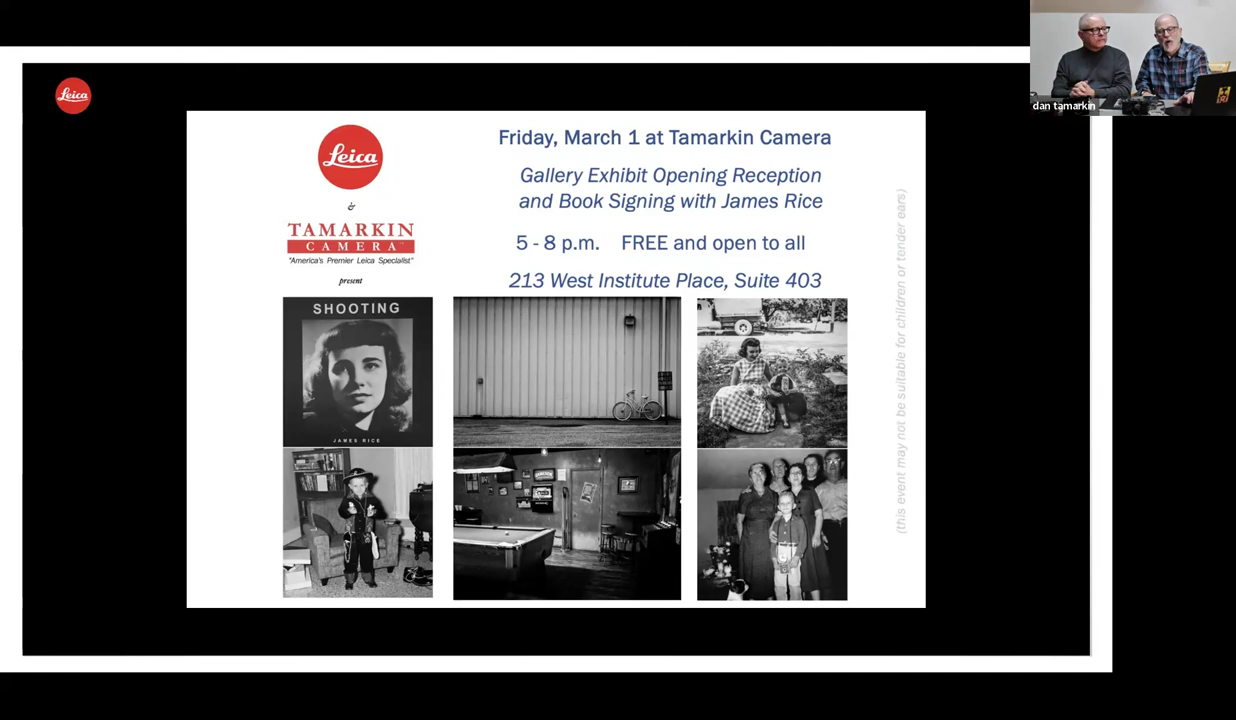 Leica
dan tamarkin
Leica
&
TAMARKIN
CAMERA
"America's Premier Leica Specialist"
present
Friday, March 1 at Tamarkin Camera
Gallery Exhibit Opening Reception
and Book Signing with James Rice
5 - 8 p.m. FREE and open to all
213 West Institute Place, Suite 403
SHOOTING
JAMES RICE
(this event may not be suitable for children or tender ears)